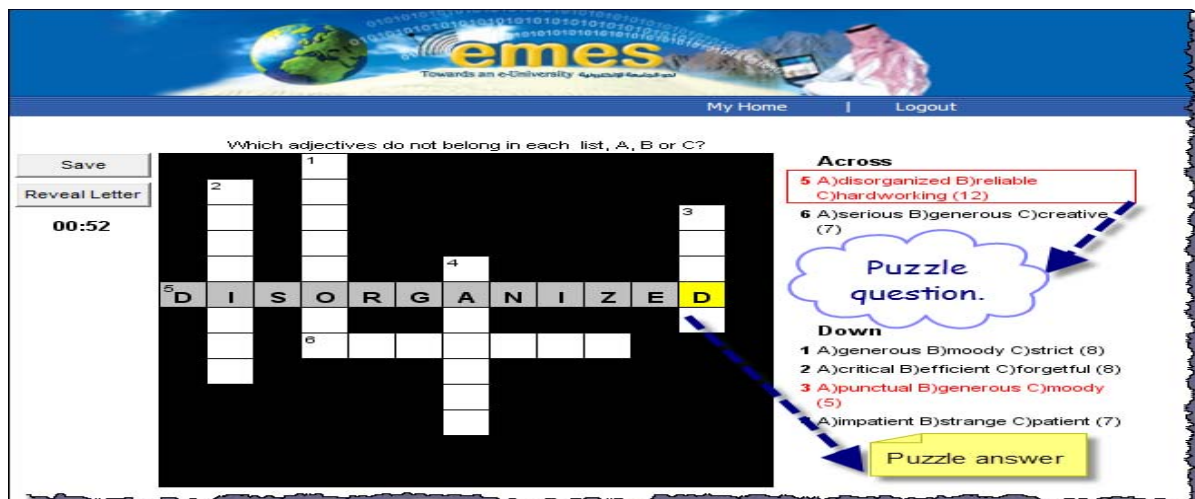 emes
Towards an e-University
My Home | Logout
Which adjectives do not belong in each list, A, B or C?
Save
Reveal Letter
00:52
1
2
3
4
5 D I S O R G A N I Z E D
6
Across
5 A)disorganized B)reliable
C)hardworking (12)
6 A)serious B)generous C)creative
(7)
Puzzle
question.
Down
1 A)generous B)moody C)strict (8)
2 A)critical B)efficient C)forgetful (8)
3 A)punctual B)generous C)moody
(5)
A)impatient B)strange C)patient (7)
Puzzle answer